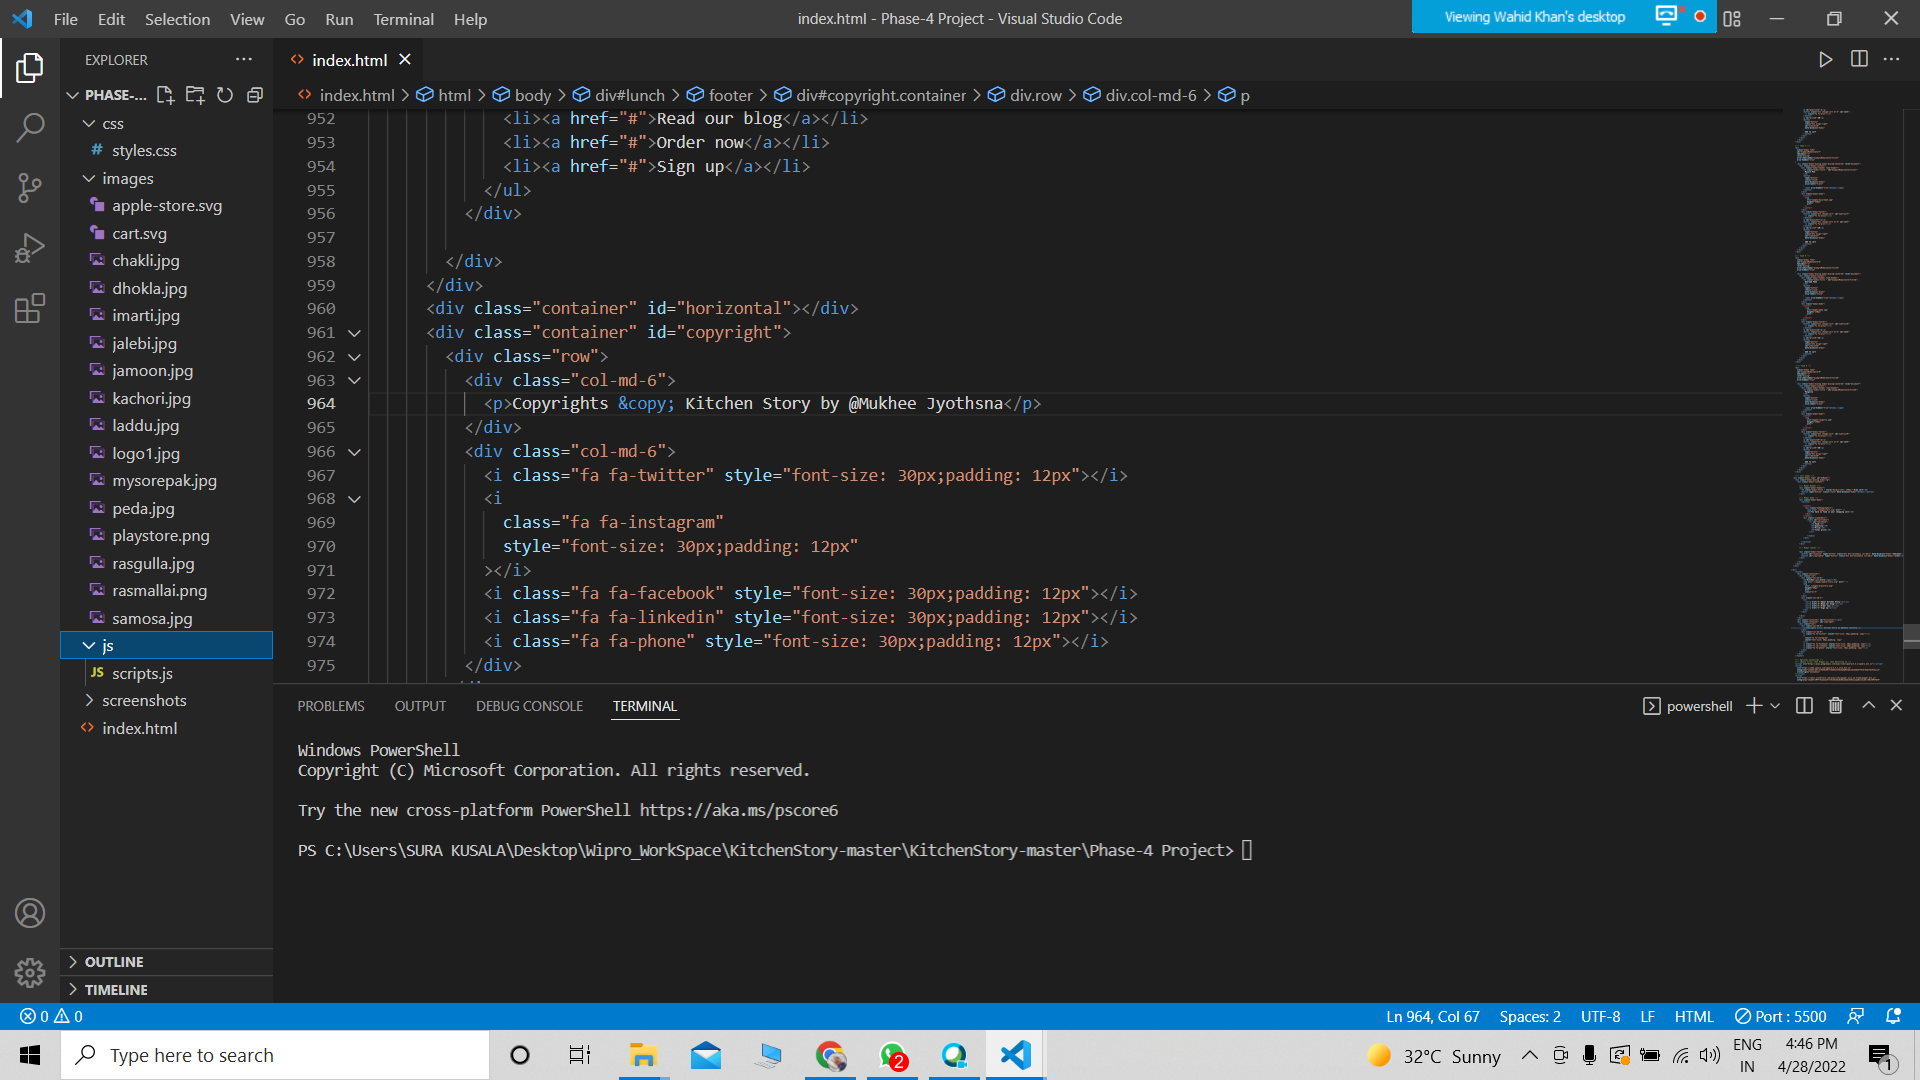 File Edit Selection View Go Run Terminal Help
index.html - Phase-4 Project - Visual Studio Code
Viewing Wahid Khan's desktop
EXPLORER
index.html
PHASE-...
index.html > html > body > div#lunch > footer > div#copyright.container > div.row > div.col-md-6 > p
css
styles.css
images
apple-store.svg
cart.svg
chakli.jpg
dhokla.jpg
imarti.jpg
jalebi.jpg
jamoon.jpg
kachori.jpg
laddu.jpg
logo1.jpg
mysorepak.jpg
peda.jpg
playstore.png
rasgulla.jpg
rasmallai.png
samosa.jpg
js
JS scripts.js
screenshots
index.html
OUTLINE
TIMELINE
952 <li><a href="#">Read our blog</a></li>
953 <li><a href="#">Order now</a></li>
954 <li><a href="#">Sign up</a></li>
955 </ul>
956 </div>
957
958 </div>
959 </div>
960 <div class="container" id="horizontal"></div>
961 <div class="container" id="copyright">
962 <div class="row">
963 <div class="col-md-6">
964 <p>Copyrights &copy; Kitchen Story by @Mukhee Jyothsna</p>
965 </div>
966 <div class="col-md-6">
967 <i class="fa fa-twitter" style="font-size: 30px;padding: 12px"></i>
968 <i
969 class="fa fa-instagram"
970 style="font-size: 30px;padding: 12px"
971 ></i>
972 <i class="fa fa-facebook" style="font-size: 30px;padding: 12px"></i>
973 <i class="fa fa-linkedin" style="font-size: 30px;padding: 12px"></i>
974 <i class="fa fa-phone" style="font-size: 30px;padding: 12px"></i>
975 </div>
PROBLEMS OUTPUT DEBUG CONSOLE TERMINAL
powershell
Windows PowerShell
Copyright (C) Microsoft Corporation. All rights reserved.
Try the new cross-platform PowerShell https://aka.ms/pscore6
PS C:\Users\SURA KUSALA\Desktop\Wipro_WorkSpace\KitchenStory-master\KitchenStory-master\Phase-4 Project>
0 0
Ln 964, Col 67 Spaces: 2 UTF-8 LF HTML Port : 5500
Type here to search
2
32°C Sunny
ENG
IN
4:46 PM
4/28/2022
1